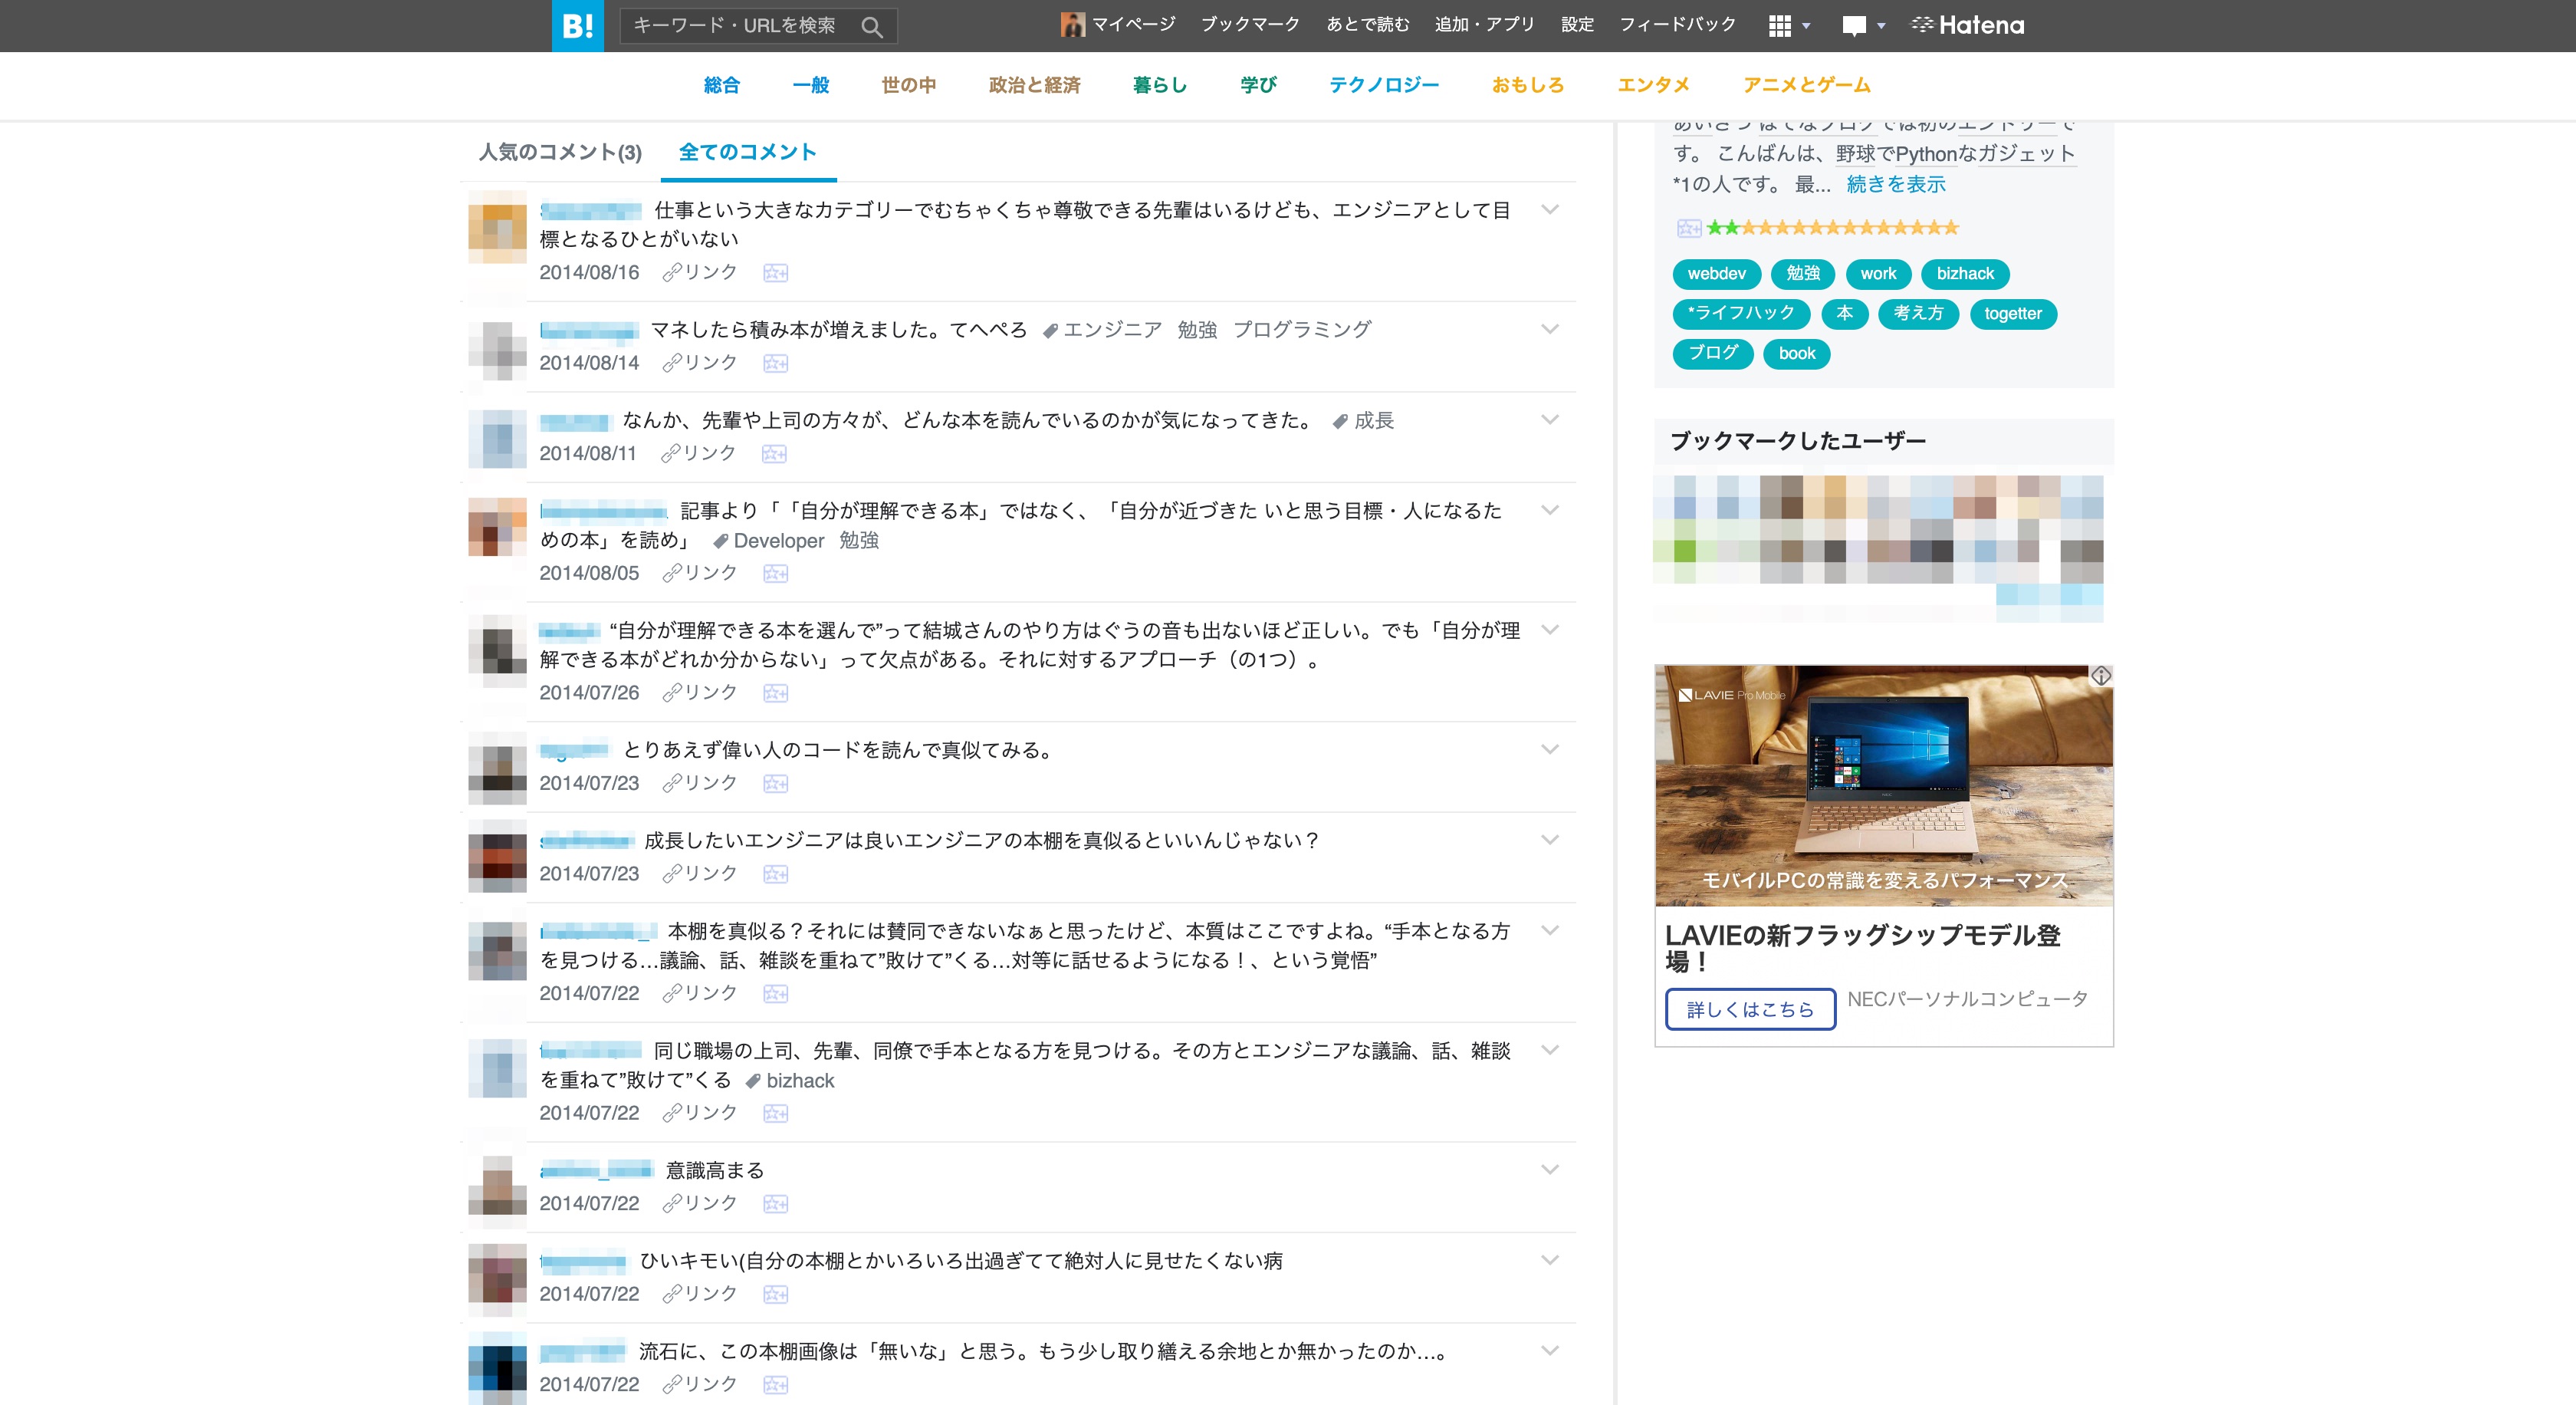 B!
キーワード・URLを検索
マイページ ブックマーク あとで読む 追加・アプリ 設定 フィードバック
Hatena
総合 一般 世の中 政治と経済 暮らし 学び テクノロジー おもしろ エンタメ アニメとゲーム
人気のコメント(3) 全てのコメント
仕事という大きなカテゴリーでむちゃくちゃ尊敬できる先輩はいるけども、エンジニアとして目
標となるひとがいない
2014/08/16 リンク
マネしたら積み本が増えました。てへぺろ エンジニア 勉強 プログラミング
2014/08/14 リンク
なんか、先輩や上司の方々が、どんな本を読んでいるのかが気になってきた。 成長
2014/08/11 リンク
記事より「「自分が理解できる本」ではなく、「自分が近づきた いと思う目標・人になるた
めの本」を読め」 Developer 勉強
2014/08/05 リンク
“自分が理解できる本を選んで”って結城さんのやり方はぐうの音も出ないほど正しい。でも「自分が理
解できる本がどれか分からない」って欠点がある。それに対するアプローチ（の1つ）。
2014/07/26 リンク
とりあえず偉い人のコードを読んで真似てみる。
2014/07/23 リンク
成長したいエンジニアは良いエンジニアの本棚を真似るといいんじゃない？
2014/07/23 リンク
本棚を真似る？それには賛同できないなぁと思ったけど、本質はここですよね。“手本となる方
を見つける…議論、話、雑談を重ねて”敗けて”くる…対等に話せるようになる！、という覚悟”
2014/07/22 リンク
同じ職場の上司、先輩、同僚で手本となる方を見つける。その方とエンジニアな議論、話、雑談
を重ねて”敗けて”くる bizhack
2014/07/22 リンク
意識高まる
2014/07/22 リンク
ひいキモい(自分の本棚とかいろいろ出過ぎてて絶対人に見せたくない病
2014/07/22 リンク
流石に、この本棚画像は「無いな」と思う。もう少し取り繕える余地とか無かったのか…。
2014/07/22 リンク
あいさつ はてなブログでは初のエントリーで
す。 こんばんは、野球でPythonなガジェット
*1の人です。 最... 続きを表示
webdev 勉強 work bizhack
*ライフハック 本 考え方 togetter
ブログ book
ブックマークしたユーザー
LAVIE Pro Mobile
モバイルPCの常識を変えるパフォーマンス
LAVIEの新フラッグシップモデル登
場！
詳しくはこちら NECパーソナルコンピュータ